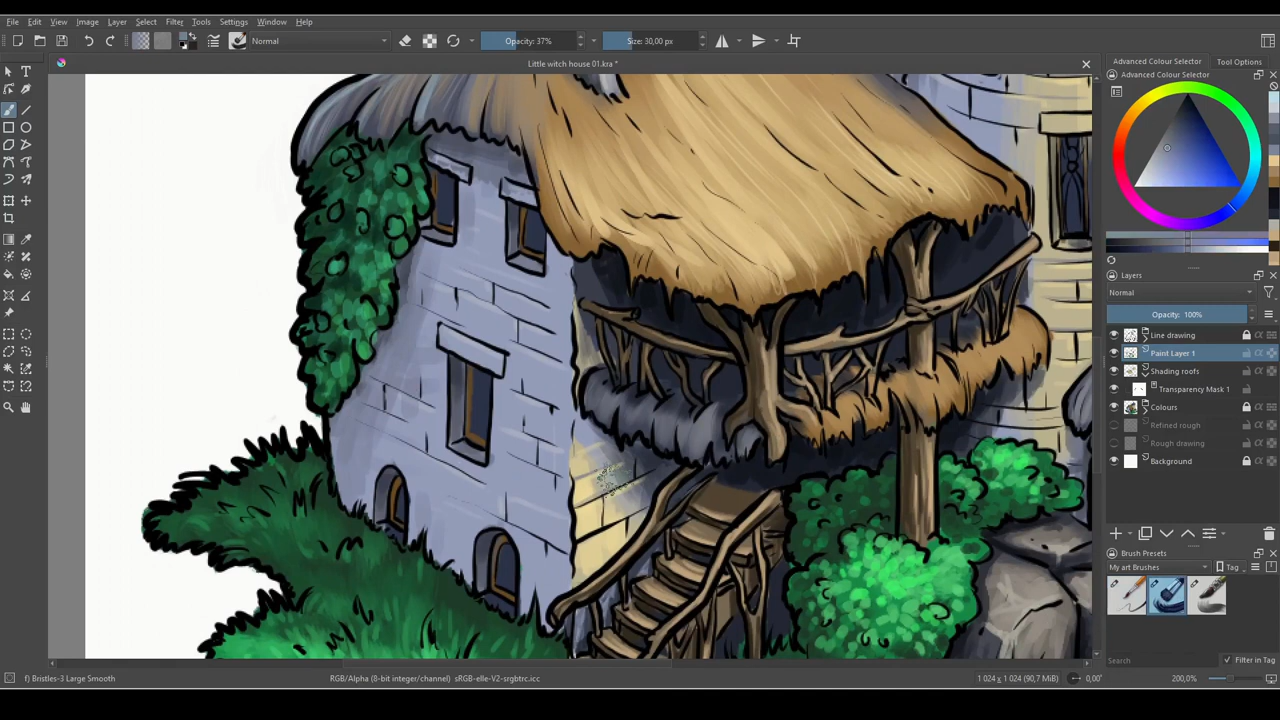 File Edit View Image Layer Select Filter Tools Settings Window Help
Normal Opacity: 37% Size: 30,00 px
Little witch house 01.kra *
Advanced Colour Selector Tool Options
Advanced Colour Selector
Layers
Normal
Opacity: 100%
Line drawing
Paint Layer 1
Shading roofs
Transparency Mask 1
Colours
Refined rough
Rough drawing
Background
Brush Presets
My art Brushes Tag
Search Filter in Tag
f) Bristles-3 Large Smooth RGB/Alpha (8-bit integer/channel) sRGB-elle-V2-srgbtrc.icc 1 024 x 1 024 (90,7 MiB) 0,00° 200,0%